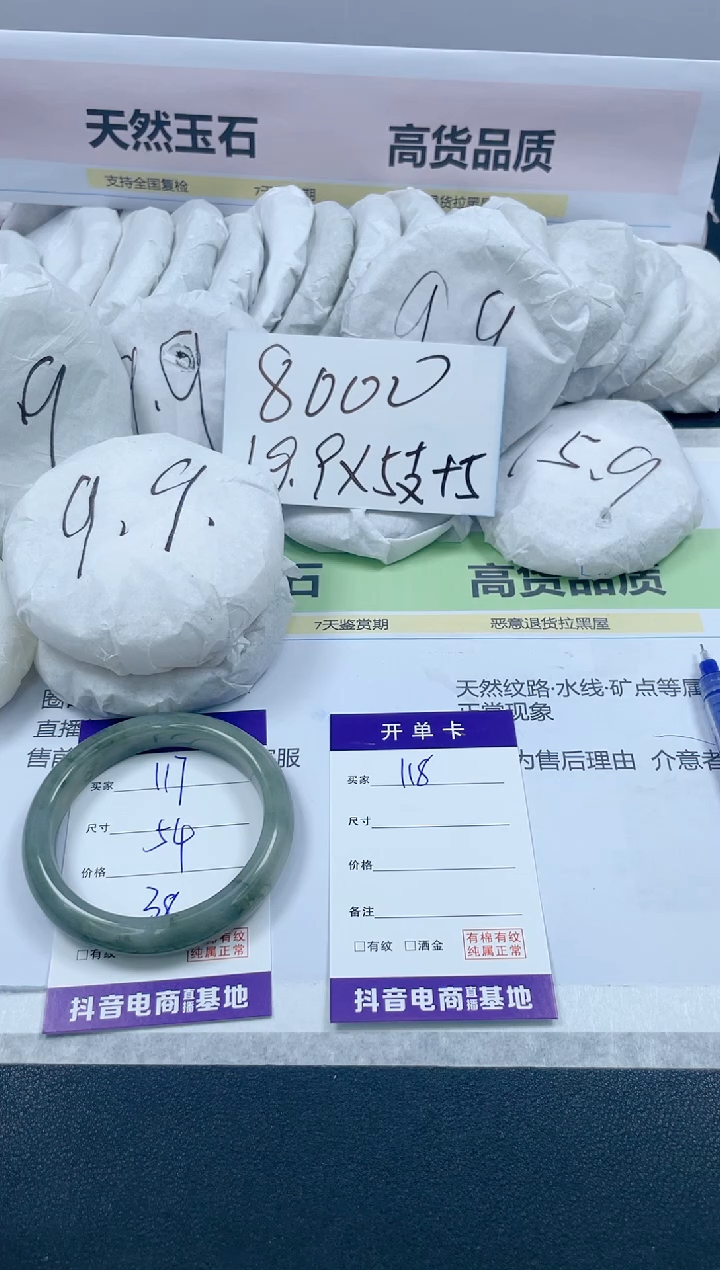 天然玉石 高货品质
支持全国复检
9 9
9
.9
8000
19.9X5支+5
15.9
9.9.
石 高货品质
7天鉴赏期 恶意退货拉黑屋
天然纹路·水线·矿点等属
正常现象
直播
售前 客服
为售后理由 介意者
买家 117
尺寸 54
价格 38
有纹
有棉有纹
纯属正常
抖音电商直播基地
开单卡
买家 118
尺寸
价格
备注
□有纹 □洒金
有棉有纹
纯属正常
抖音电商直播基地